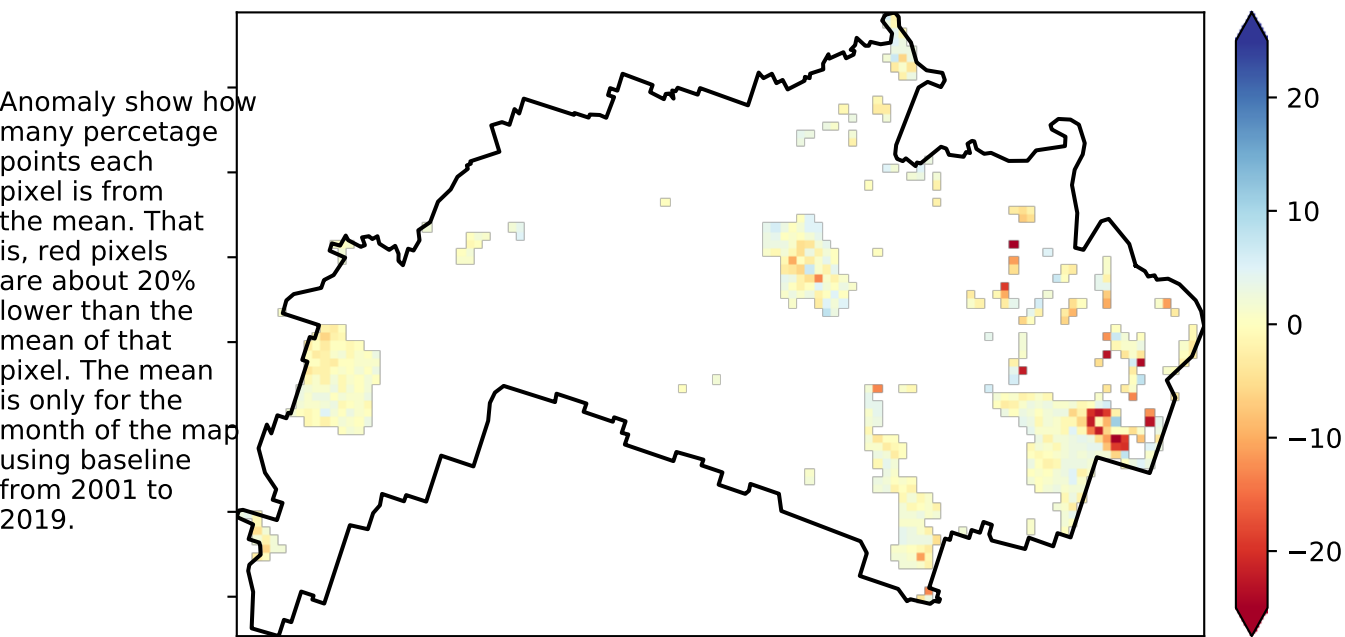 Anomaly show how
many percetage
points each
pixel is from
the mean. That
is, red pixels
are about 20%
lower than the
mean of that
pixel. The mean
is only for the
month of the map
using baseline
from 2001 to
2019.
20
10
0
−10
−20